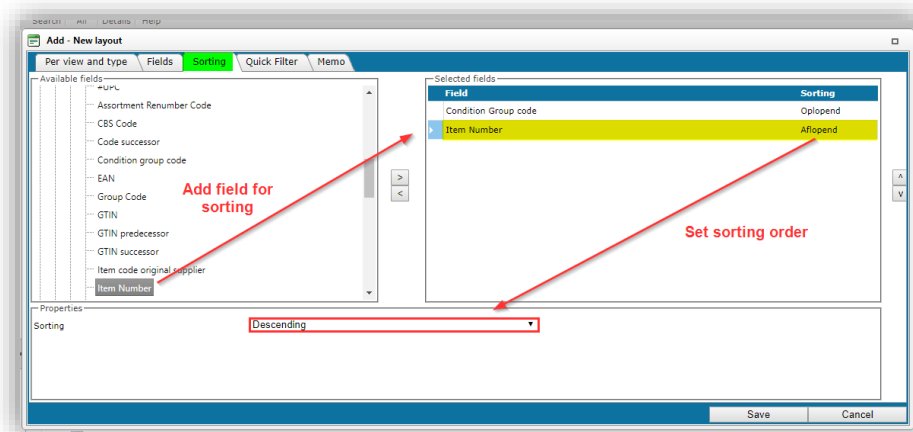 Search All Details Help
Add - New layout
Per view and type Fields Sorting Quick Filter Memo
Available fields
#UPC
Assortment Renumber Code
CBS Code
Code successor
Condition group code
EAN
Group Code
GTIN
GTIN predecessor
GTIN successor
Item code original supplier
Item Number
Add field for
sorting
>
<
Selected fields
Field Sorting
Condition Group code Oplopend
Item Number Aflopend
Set sorting order
Properties
Sorting Descending
Save Cancel